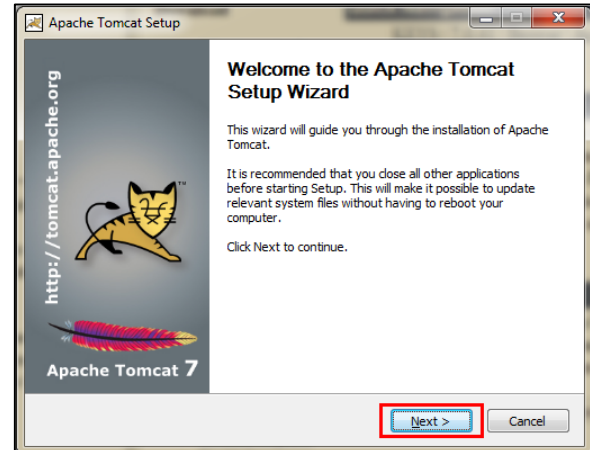 Apache Tomcat Setup
Welcome to the Apache Tomcat
Setup Wizard
This wizard will guide you through the installation of Apache
Tomcat.
It is recommended that you close all other applications
before starting Setup. This will make it possible to update
relevant system files without having to reboot your
computer.
Click Next to continue.
http://tomcat.apache.org
TM
Apache Tomcat 7
Next >
Cancel